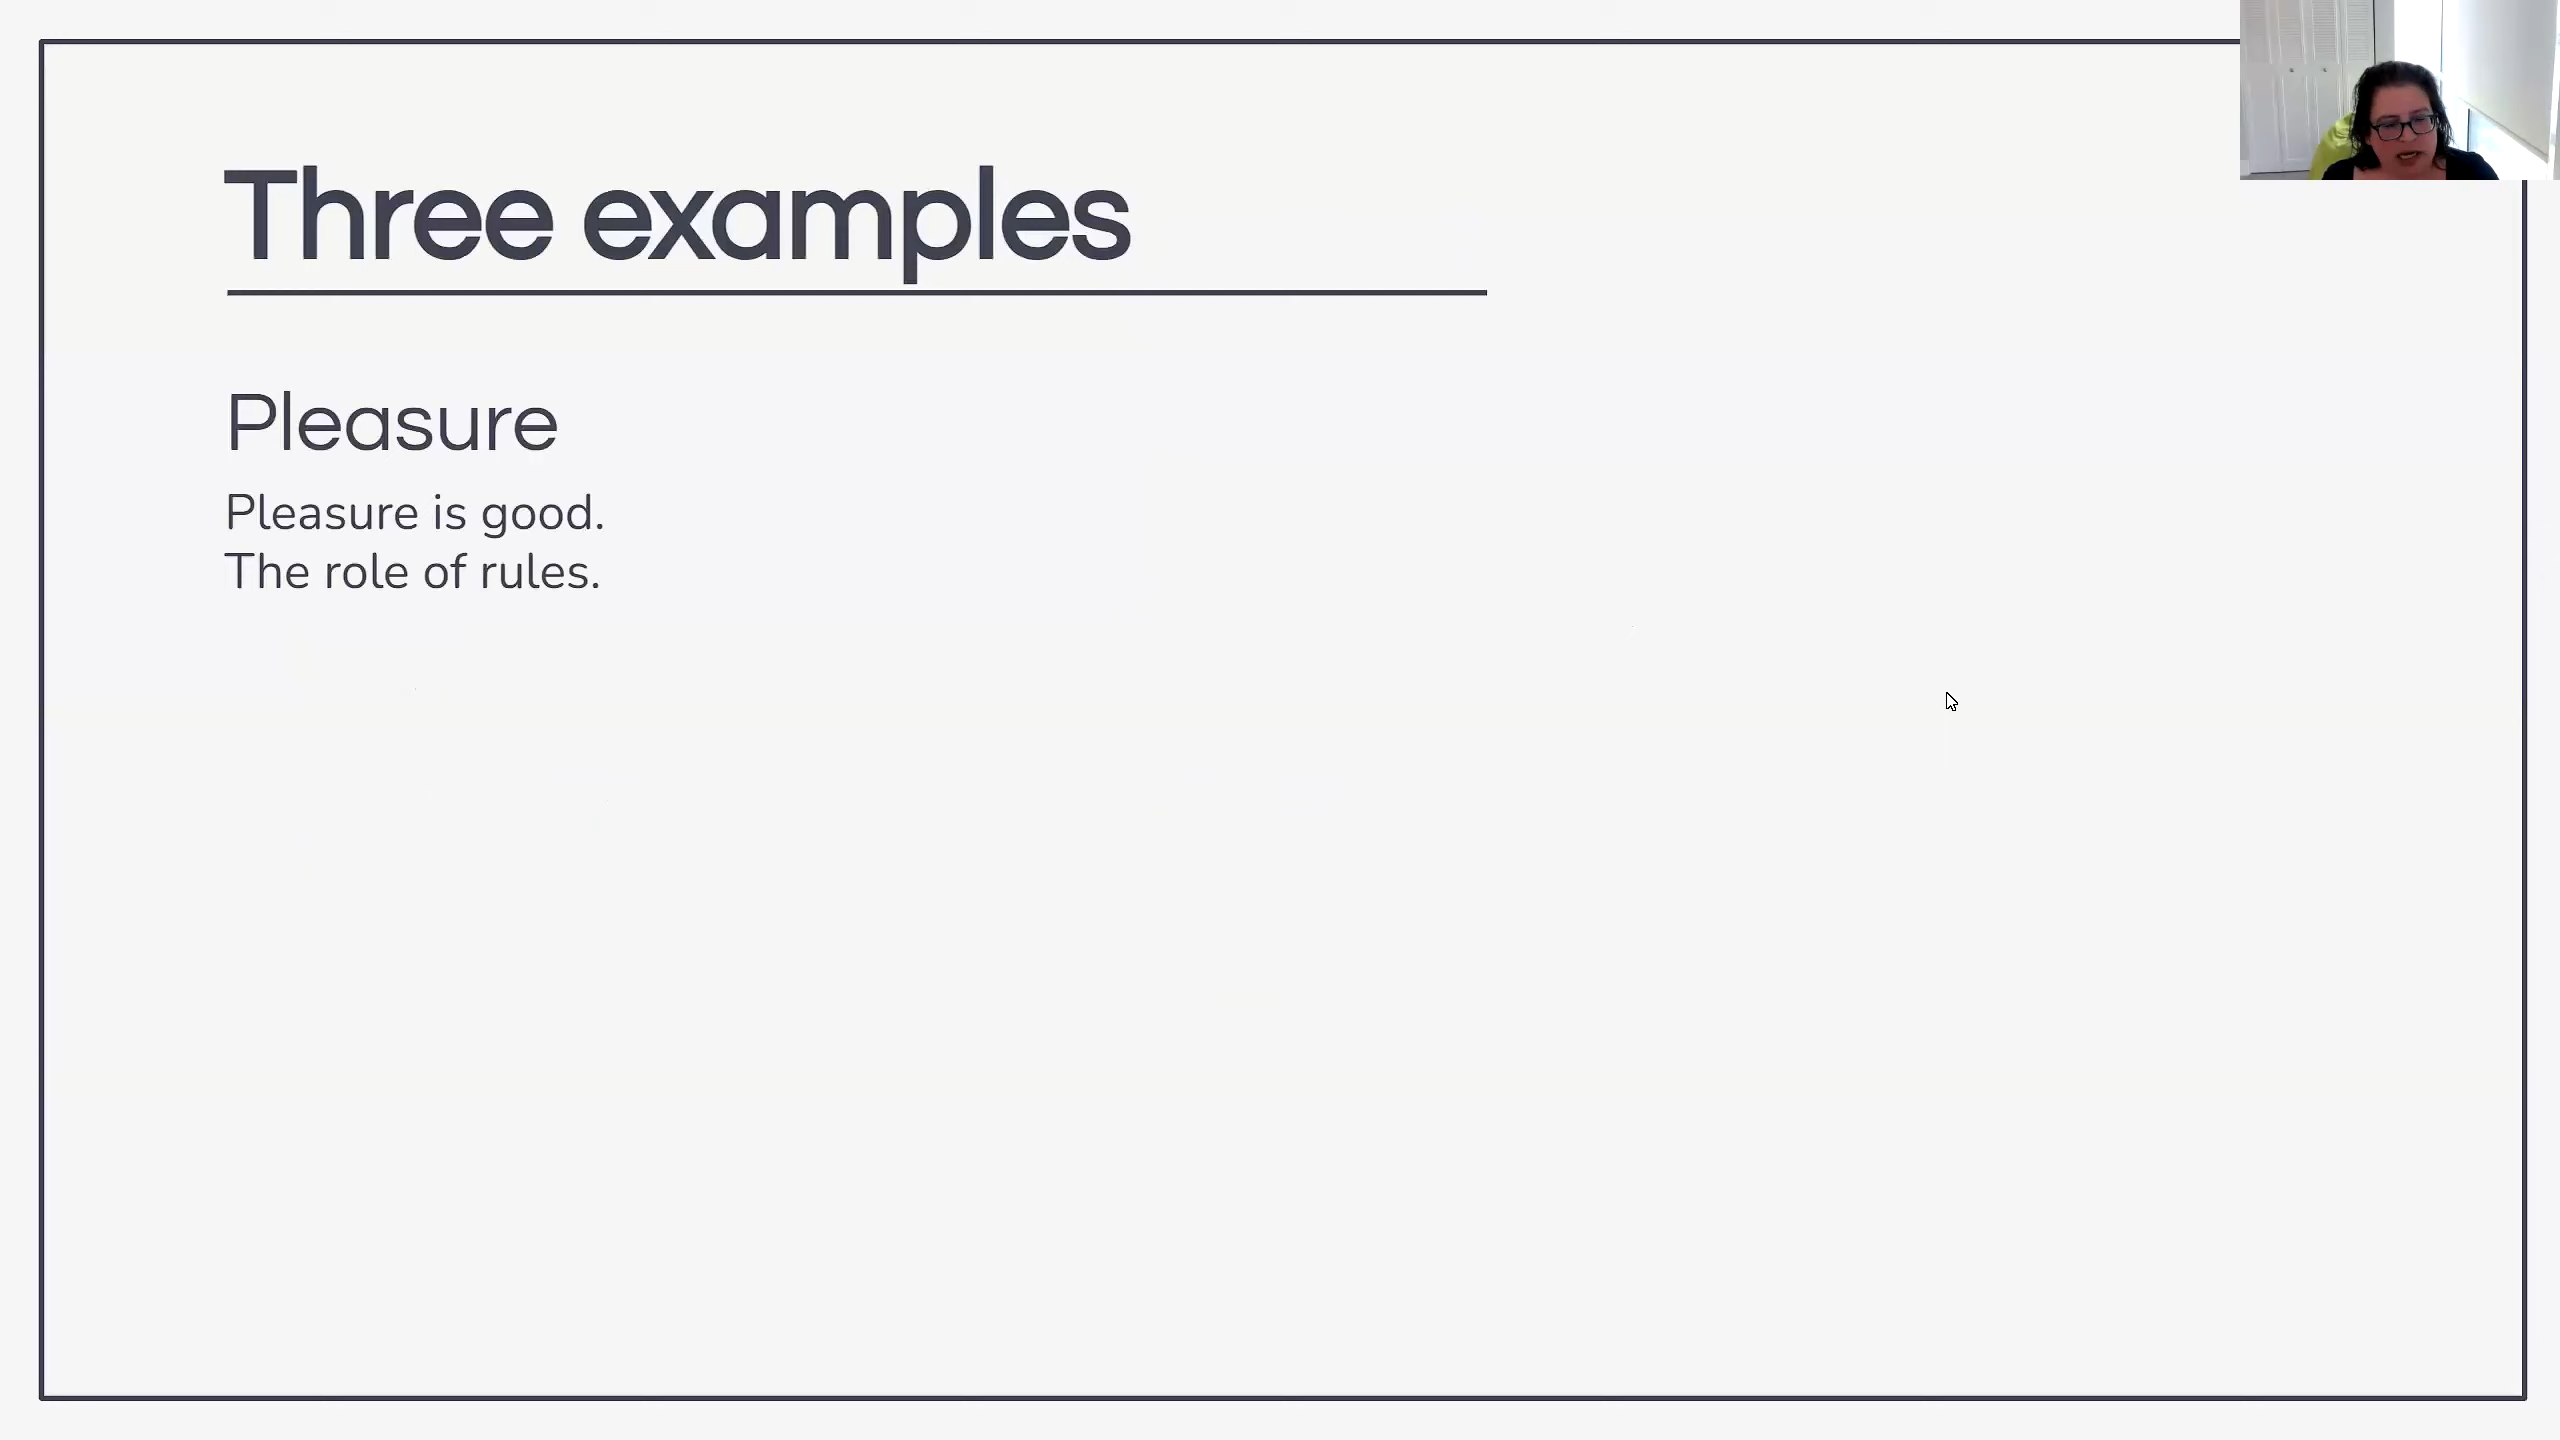 Three examples
Pleasure
Pleasure is good.
The role of rules.